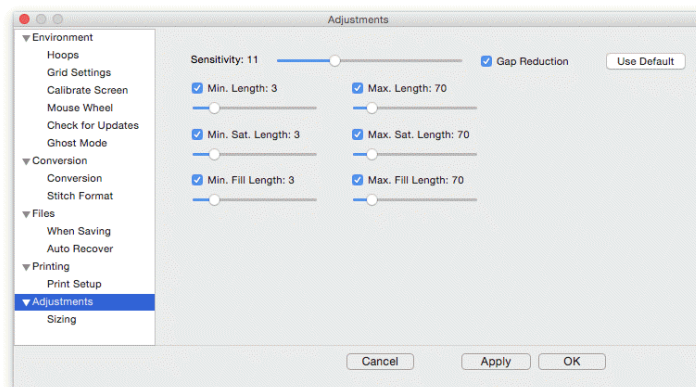 Adjustments
Environment
Hoops
Grid Settings
Calibrate Screen
Mouse Wheel
Check for Updates
Ghost Mode
Conversion
Conversion
Stitch Format
Files
When Saving
Auto Recover
Printing
Print Setup
Adjustments
Sizing
Sensitivity: 11
Gap Reduction
Use Default
Min. Length: 3
Max. Length: 70
Min. Sat. Length: 3
Max. Sat. Length: 70
Min. Fill Length: 3
Max. Fill Length: 70
Cancel
Apply
OK